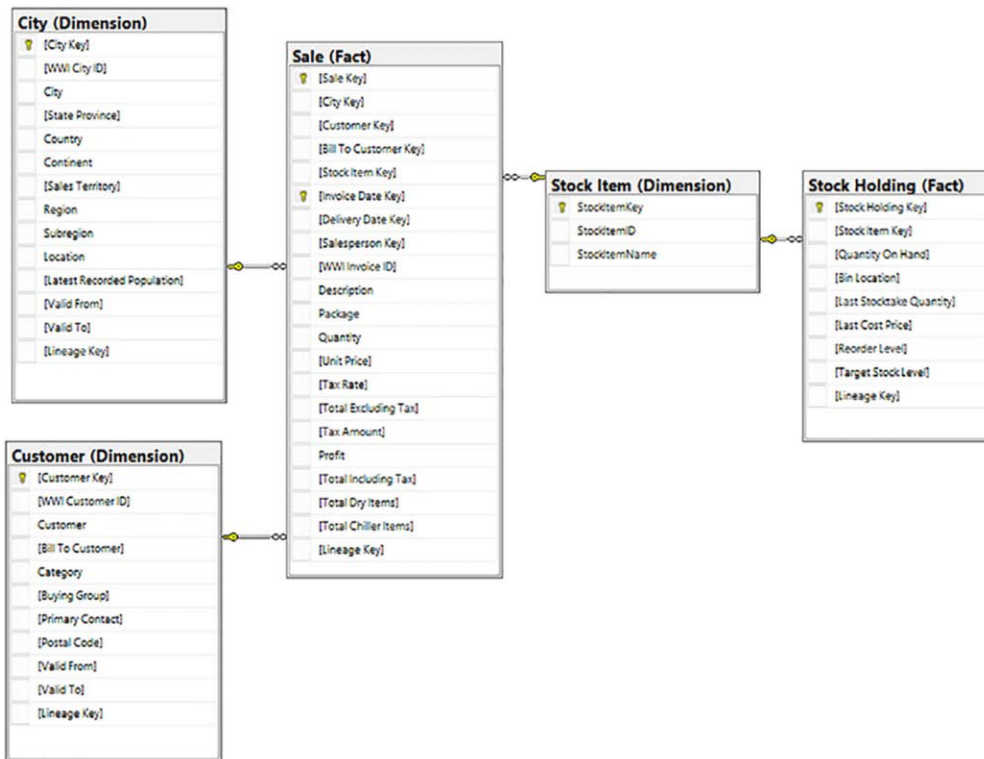 City (Dimension)
[City Key]
[WWI City ID]
City
[State Province]
Country
Continent
[Sales Territory]
Region
Subregion
Location
[Latest Recorded Population]
[Valid From]
[Valid To]
[Lineage Key]
Sale (Fact)
[Sale Key]
[City Key]
[Customer Key]
[Bill To Customer Key]
[Stock Item Key]
[Invoice Date Key]
[Delivery Date Key]
[Salesperson Key]
[WWI Invoice ID]
Description
Package
Quantity
[Unit Price]
[Tax Rate]
[Total Excluding Tax]
[Tax Amount]
Profit
[Total Including Tax]
[Total Dry Items]
[Total Chiller Items]
[Lineage Key]
Stock Item (Dimension)
StockItemKey
StockItemID
StockItemName
Stock Holding (Fact)
[Stock Holding Key]
[Stock Item Key]
[Quantity On Hand]
[Bin Location]
[Last Stocktake Quantity]
[Last Cost Price]
[Reorder Level]
[Target Stock Level]
[Lineage Key]
Customer (Dimension)
[Customer Key]
[WWI Customer ID]
Customer
[Bill To Customer]
Category
[Buying Group]
[Primary Contact]
[Postal Code]
[Valid From]
[Valid To]
[Lineage Key]